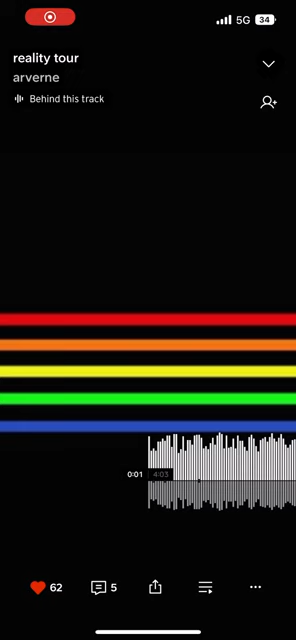 5G 34
reality tour
arverne
Behind this track
0:01 4:03
62 5